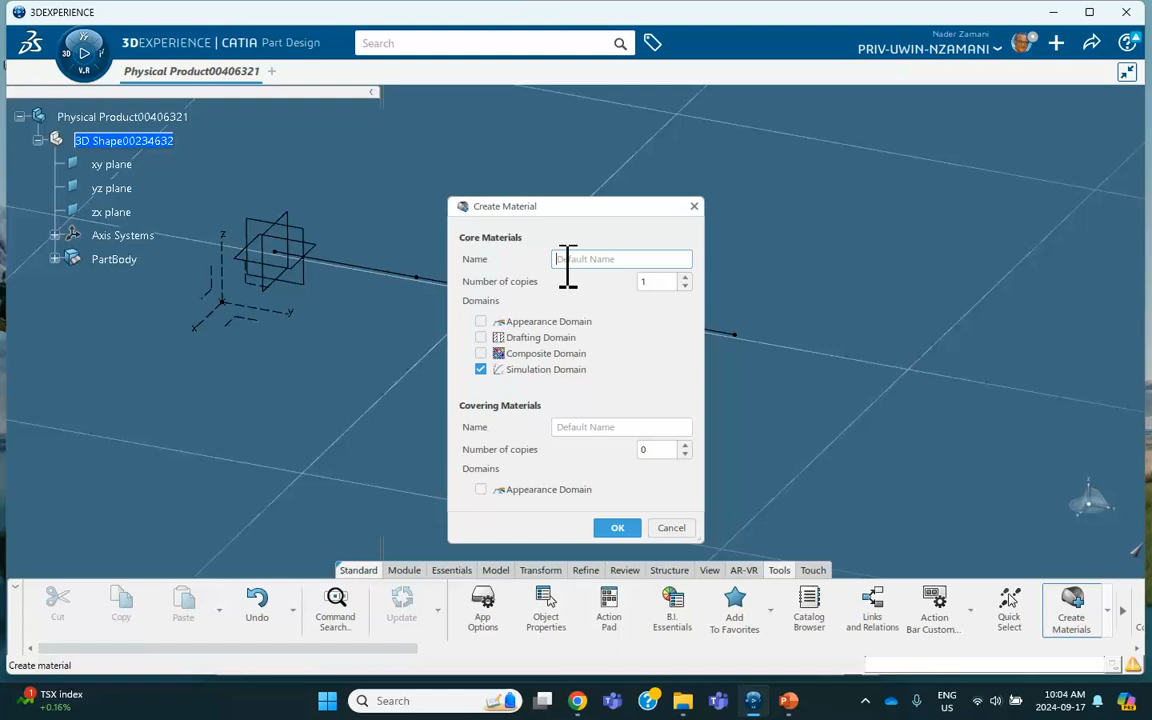 3DEXPERIENCE
3DEXPERIENCE | CATIA Part Design
Search
Nader Zamani
PRIV-UWIN-NZAMANI
3D
V.R
Physical Product00406321
Physical Product00406321
3D Shape00234632
xy plane
yz plane
zx plane
Axis Systems
PartBody
z
y
x
Create Material
Core Materials
Name
Default Name
Number of copies
1
Domains
Appearance Domain
Drafting Domain
Composite Domain
Simulation Domain
Covering Materials
Name
Default Name
Number of copies
0
Domains
Appearance Domain
OK
Cancel
Standard
Module
Essentials
Model
Transform
Refine
Review
Structure
View
AR-VR
Tools
Touch
Cut
Copy
Paste
Undo
Command
Search...
Update
App
Options
Object
Properties
Action
Pad
B.I.
Essentials
Add
To Favorites
Catalog
Browser
Links
and Relations
Action
Bar Custom...
Quick
Select
Create
Materials
Create material
TSX index
+0.16%
1
Search
ENG
US
10:04 AM
2024-09-17